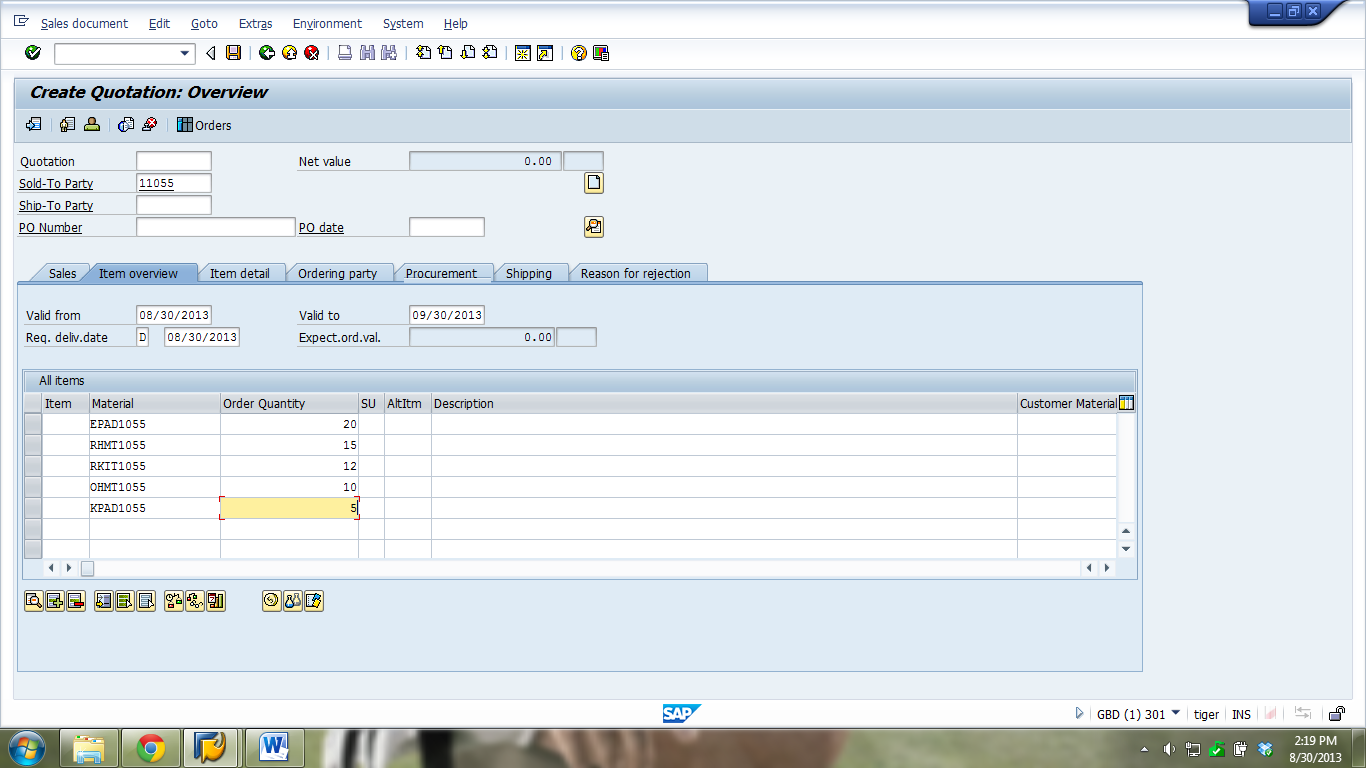 Sales document Edit Goto Extras Environment System Help
Create Quotation: Overview
Orders
Quotation Net value 0.00
Sold-To Party 11055
Ship-To Party
PO Number PO date
Sales Item overview Item detail Ordering party Procurement Shipping Reason for rejection
Valid from 08/30/2013 Valid to 09/30/2013
Req. deliv.date D 08/30/2013 Expect.ord.val. 0.00
All items
Item Material Order Quantity SU AltItm Description Customer Material
EPAD1055 20
RHMT1055 15
RKIT1055 12
OHMT1055 10
KPAD1055 5
SAP GBD (1) 301 tiger INS
2:19 PM
8/30/2013